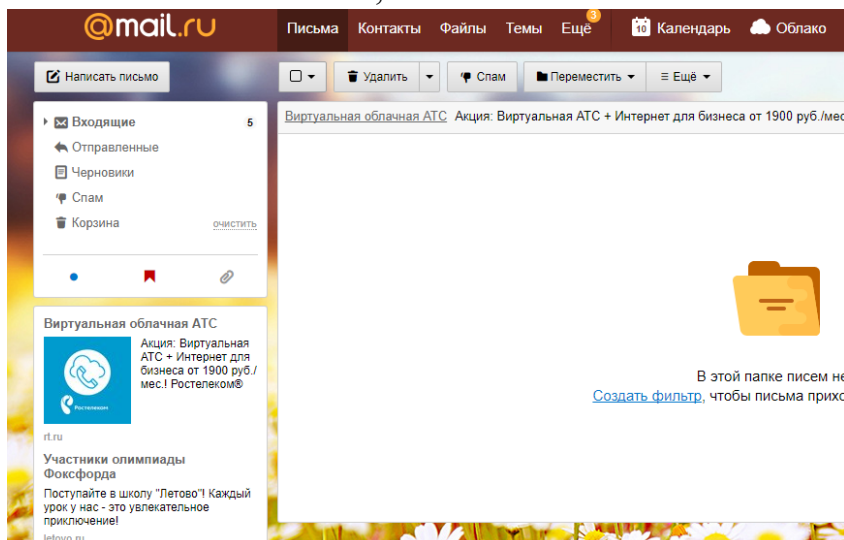 @mail.ru
Письма Контакты Файлы Темы Ещё 3 10 Календарь Облако
Написать письмо
Удалить Спам Переместить Ещё
Входящие 5
Отправленные
Черновики
Спам
Корзина очистить
Виртуальная облачная АТС Акция: Виртуальная АТС + Интернет для бизнеса от 1900 руб./мес
В этой папке писем не
Создать фильтр, чтобы письма прихо
Виртуальная облачная АТС
Акция: Виртуальная
АТС + Интернет для
бизнеса от 1900 руб./
мес.! Ростелеком®
Ростелеком
rt.ru
Участники олимпиады
Фоксфорда
Поступайте в школу "Летово"! Каждый
урок у нас - это увлекательное
приключение!
letovo.ru